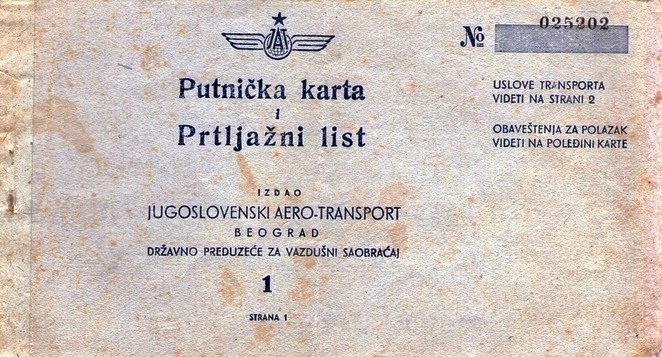 JAT
№ 025202
Putnička karta
i
Prtljažni list
USLOVE TRANSPORTA
VIDETI NA STRANI 2
OBAVEŠTENJA ZA POLAZAK
VIDETI NA POLEĐINI KARTE
IZDAO
JUGOSLOVENSKI AERO-TRANSPORT
BEOGRAD
DRŽAVNO PREDUZEĆE ZA VAZDUŠNI SAOBRAĆAJ
1
STRANA 1